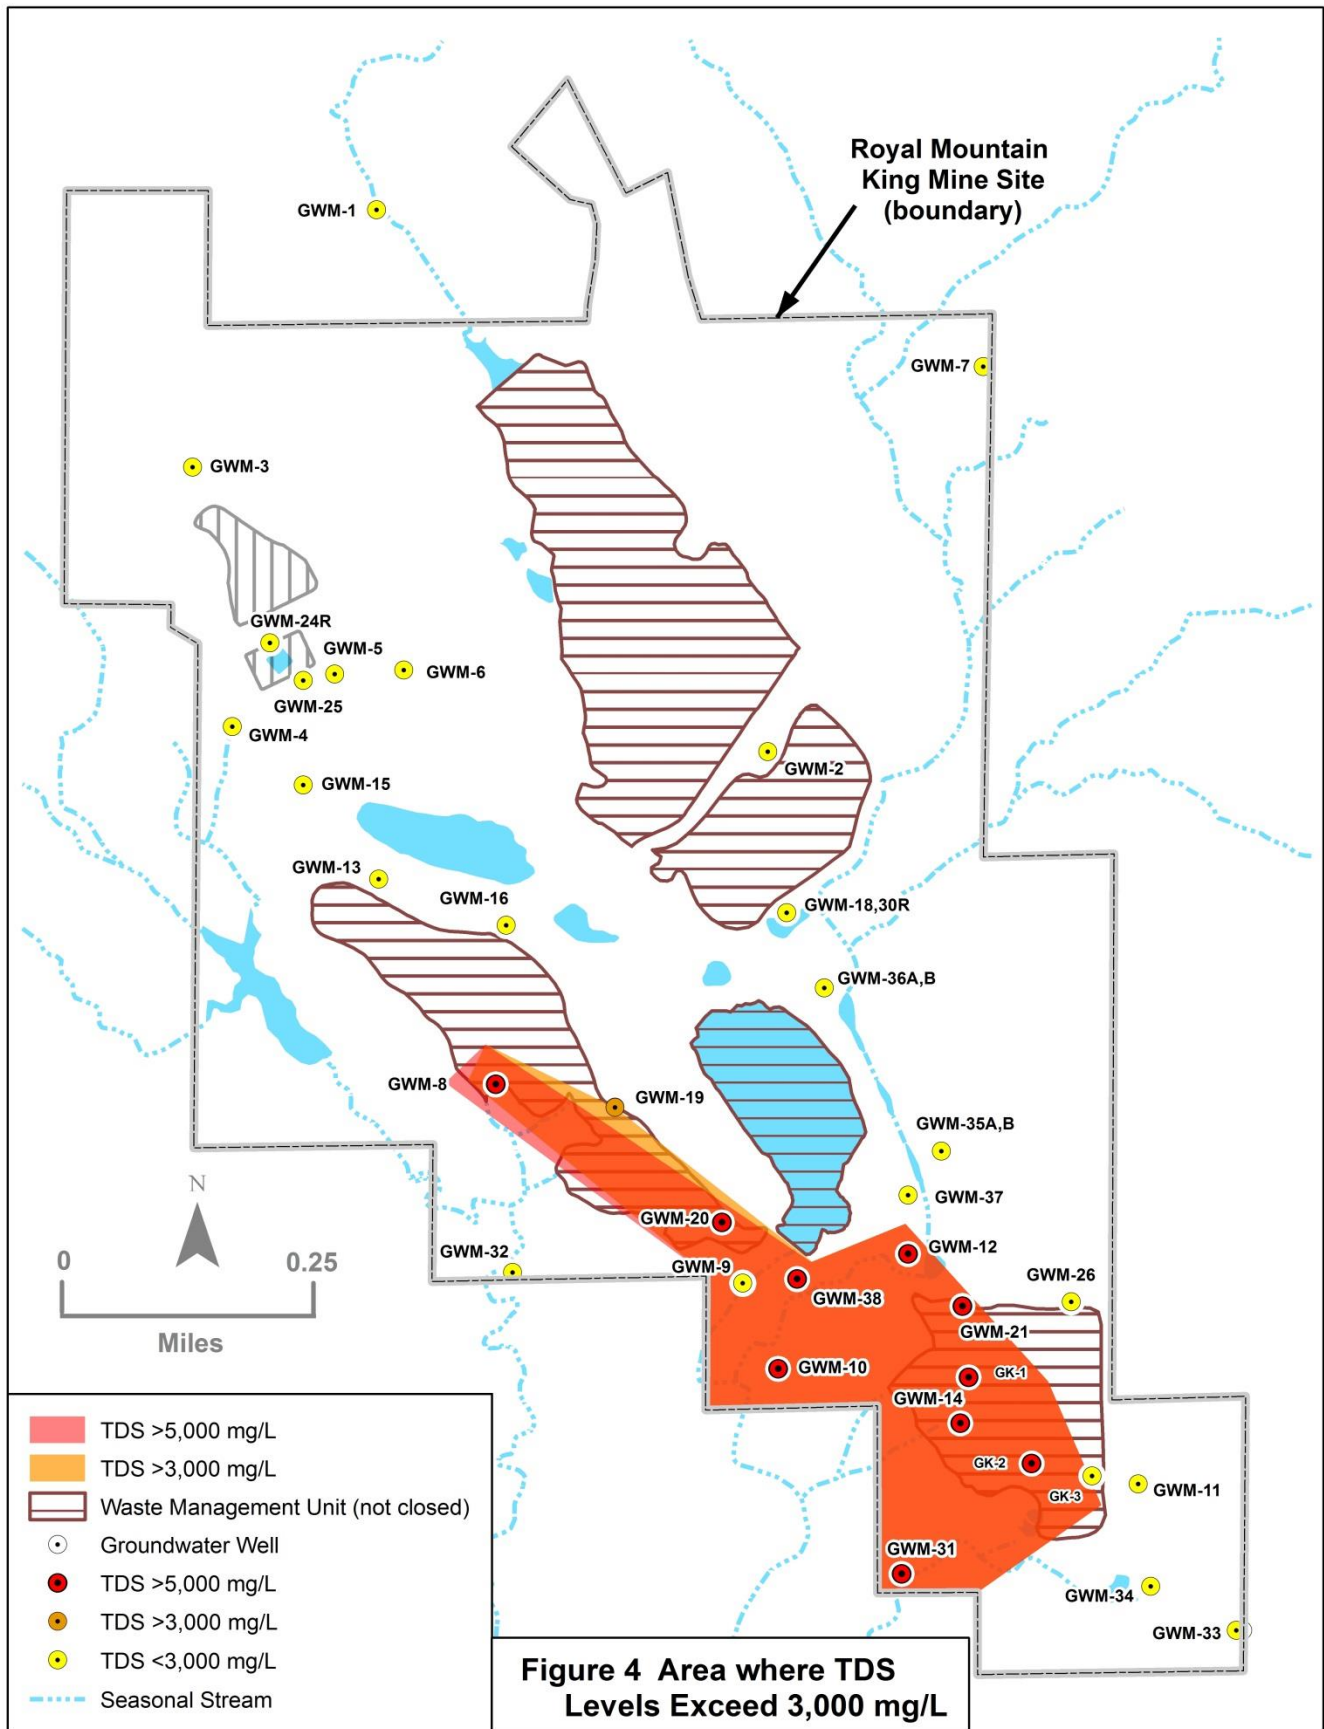 Royal Mountain
King Mine Site
(boundary)
GWM-1
GWM-7
GWM-3
GWM-24R
GWM-5
GWM-6
GWM-25
GWM-4
GWM-2
GWM-15
GWM-13
GWM-16
GWM-18,30R
GWM-36A,B
GWM-8
GWM-19
GWM-35A,B
N
GWM-37
GWM-20
GWM-12
0
0.25
GWM-32
GWM-9
GWM-26
GWM-38
GWM-21
Miles
GWM-10
GK-1
GWM-14
GK-2
GK-3
GWM-11
GWM-31
GWM-34
GWM-33
TDS >5,000 mg/L
TDS >3,000 mg/L
Waste Management Unit (not closed)
Groundwater Well
TDS >5,000 mg/L
TDS >3,000 mg/L
TDS <3,000 mg/L
Seasonal Stream
Figure 4 Area where TDS
Levels Exceed 3,000 mg/L